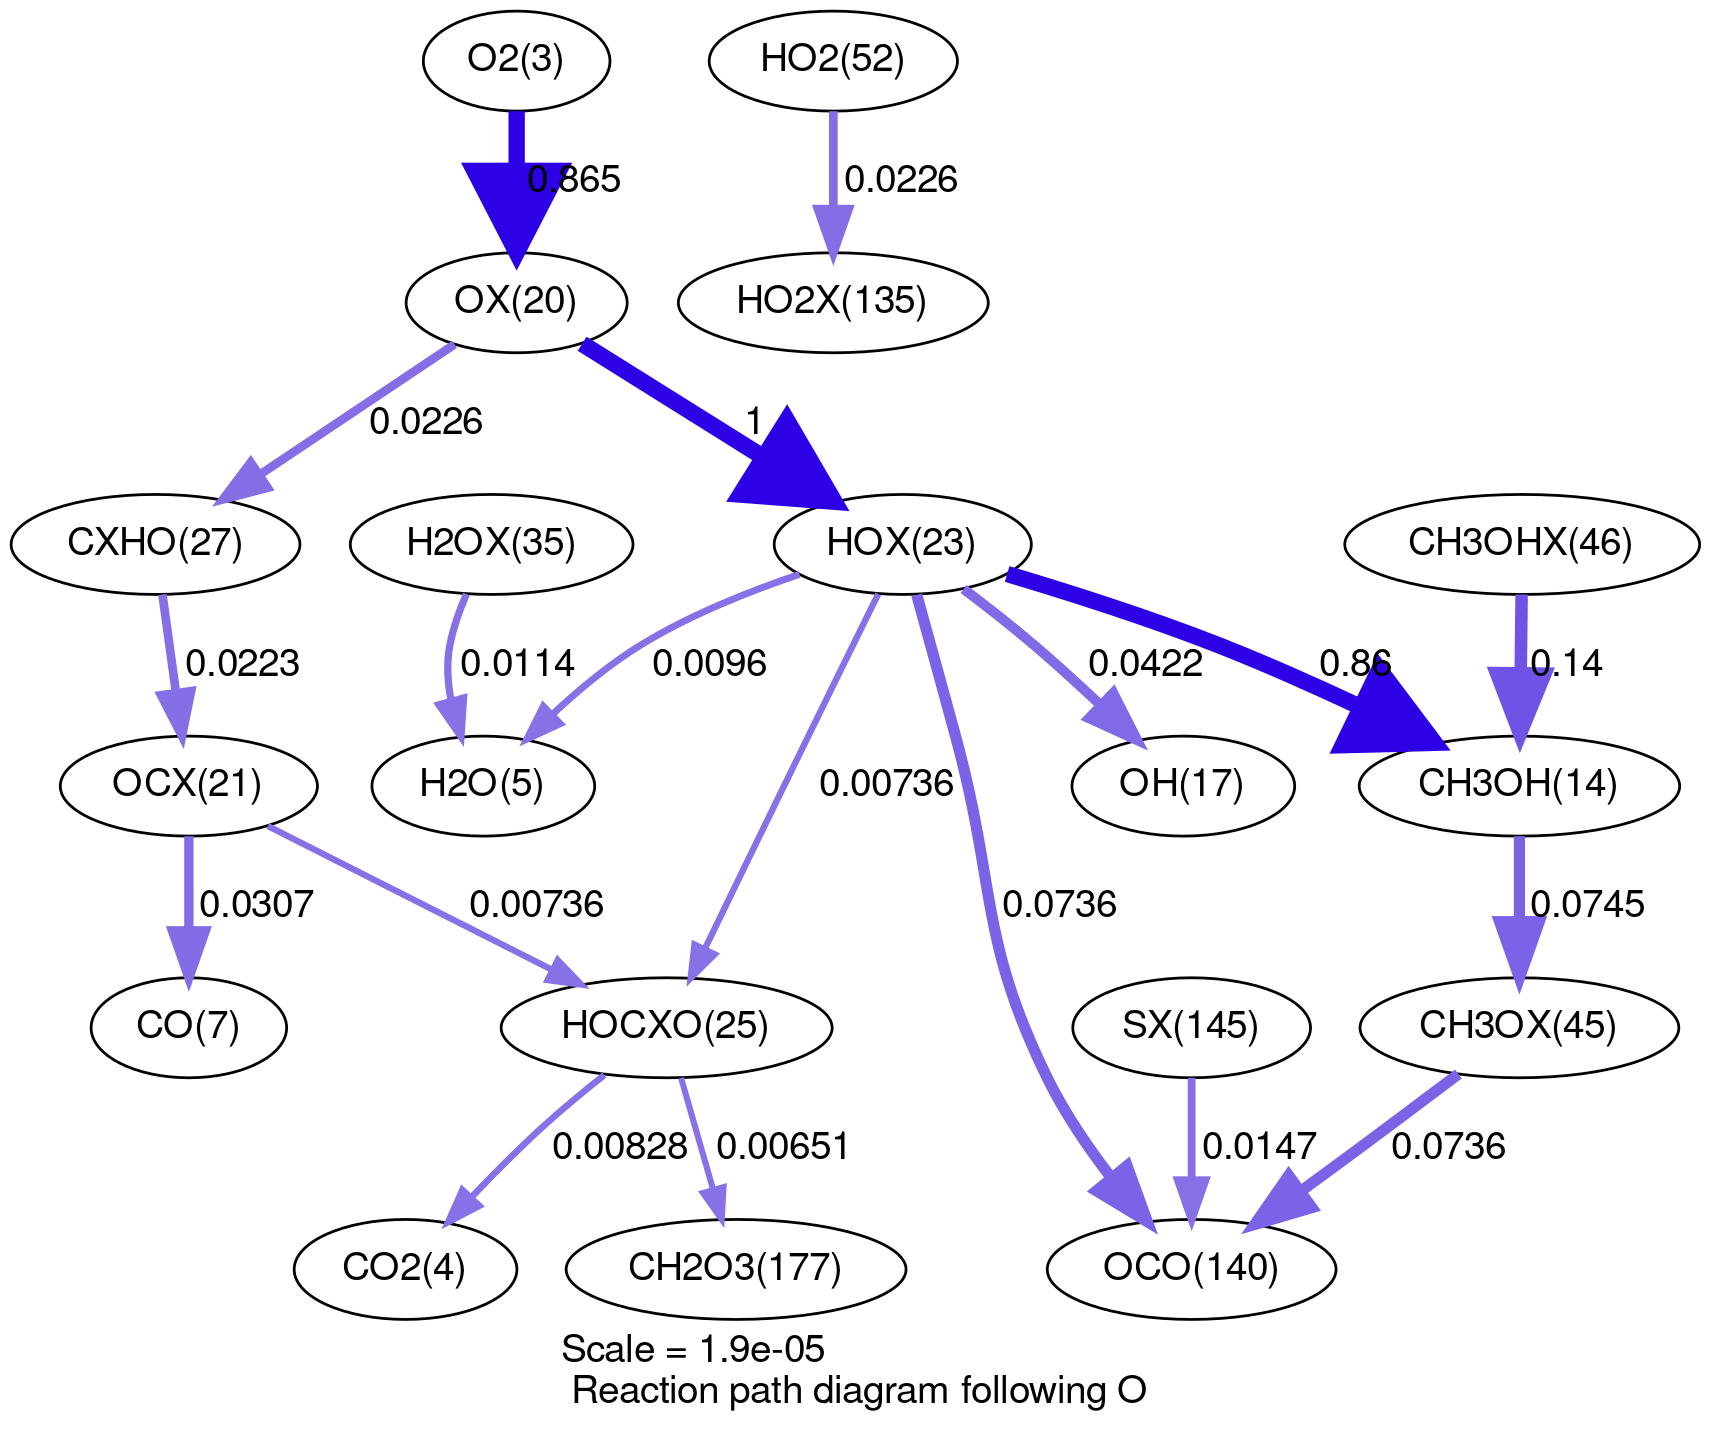 O2(3)
HO2(52)
0.865
0.0226
OX(20)
HO2X(135)
0.0226
1
CXHO(27)
H2OX(35)
HOX(23)
CH3OHX(46)
0.0223
0.0114
0.0096
0.0422
0.86
0.14
OCX(21)
H2O(5)
0.00736
OH(17)
CH3OH(14)
0.0307
0.00736
0.0736
0.0745
CO(7)
HOCXO(25)
SX(145)
CH3OX(45)
0.00828
0.00651
0.0147
0.0736
CO2(4)
CH2O3(177)
OCO(140)
Scale = 1.9e-05
Reaction path diagram following O